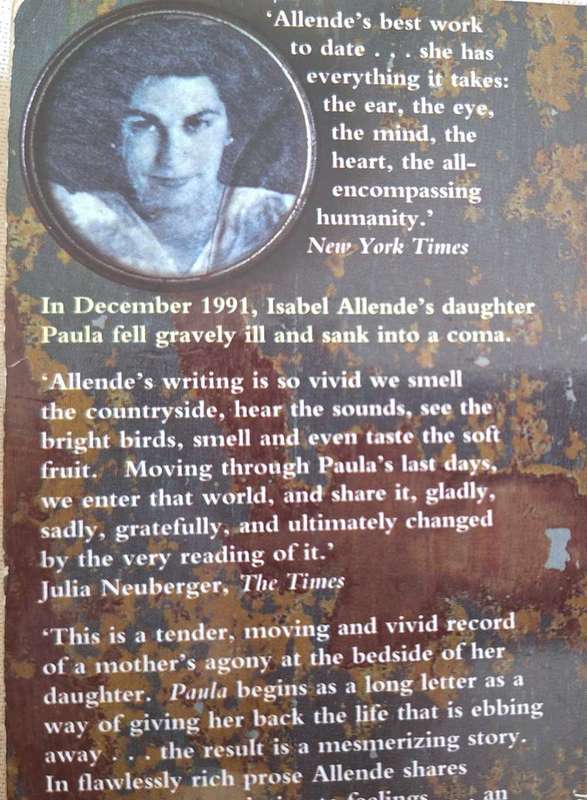 ‘Allende’s best work
to date . . . she has
everything it takes:
the ear, the eye,
the mind, the
heart, the all-
encompassing
humanity.’
New York Times
In December 1991, Isabel Allende’s daughter
Paula fell gravely ill and sank into a coma.
‘Allende’s writing is so vivid we smell
the countryside, hear the sounds, see the
bright birds, smell and even taste the soft
fruit. Moving through Paula’s last days,
we enter that world, and share it, gladly,
sadly, gratefully, and ultimately changed
by the very reading of it.’
Julia Neuberger, The Times
‘This is a tender, moving and vivid record
of a mother’s agony at the bedside of her
daughter. Paula begins as a long letter as a
way of giving her back the life that is ebbing
away . . . the result is a mesmerizing story.
In flawlessly rich prose Allende shares
feelings . . . an